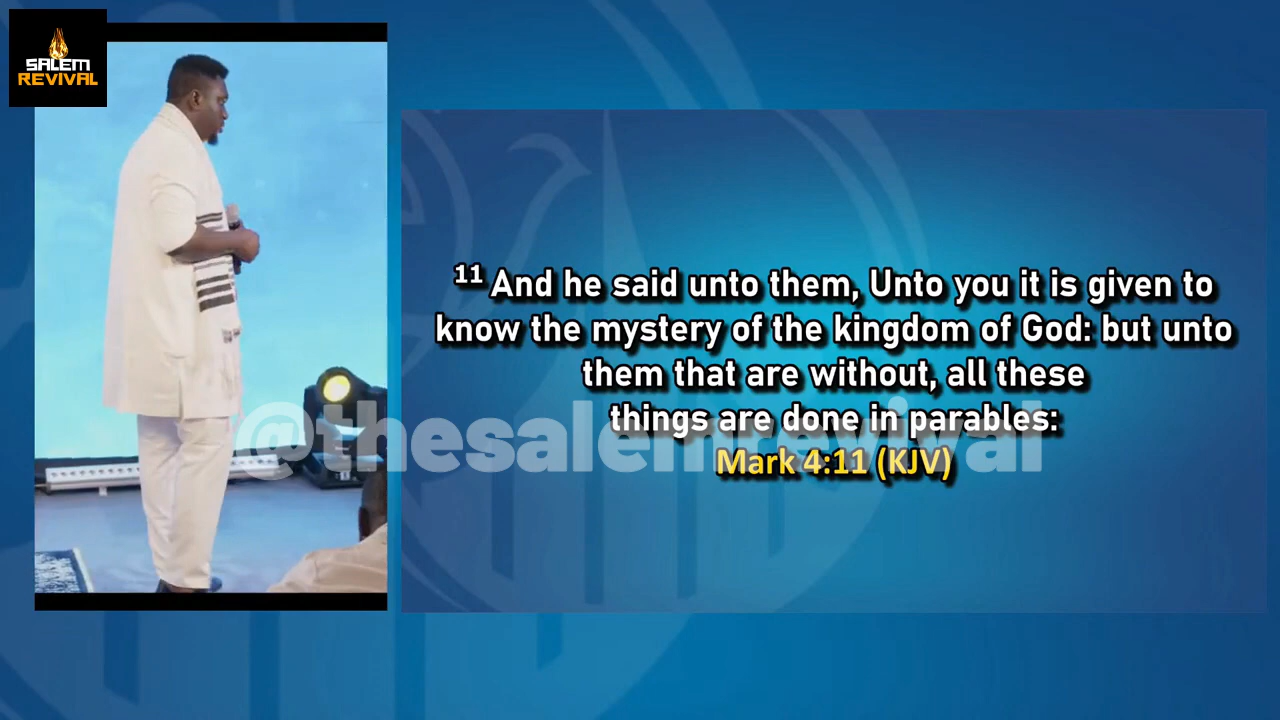 SALEM
REVIVAL
11 And he said unto them, Unto you it is given to
know the mystery of the kingdom of God: but unto
them that are without, all these
things are done in parables:
@thesalemrevival
Mark 4:11 (KJV)